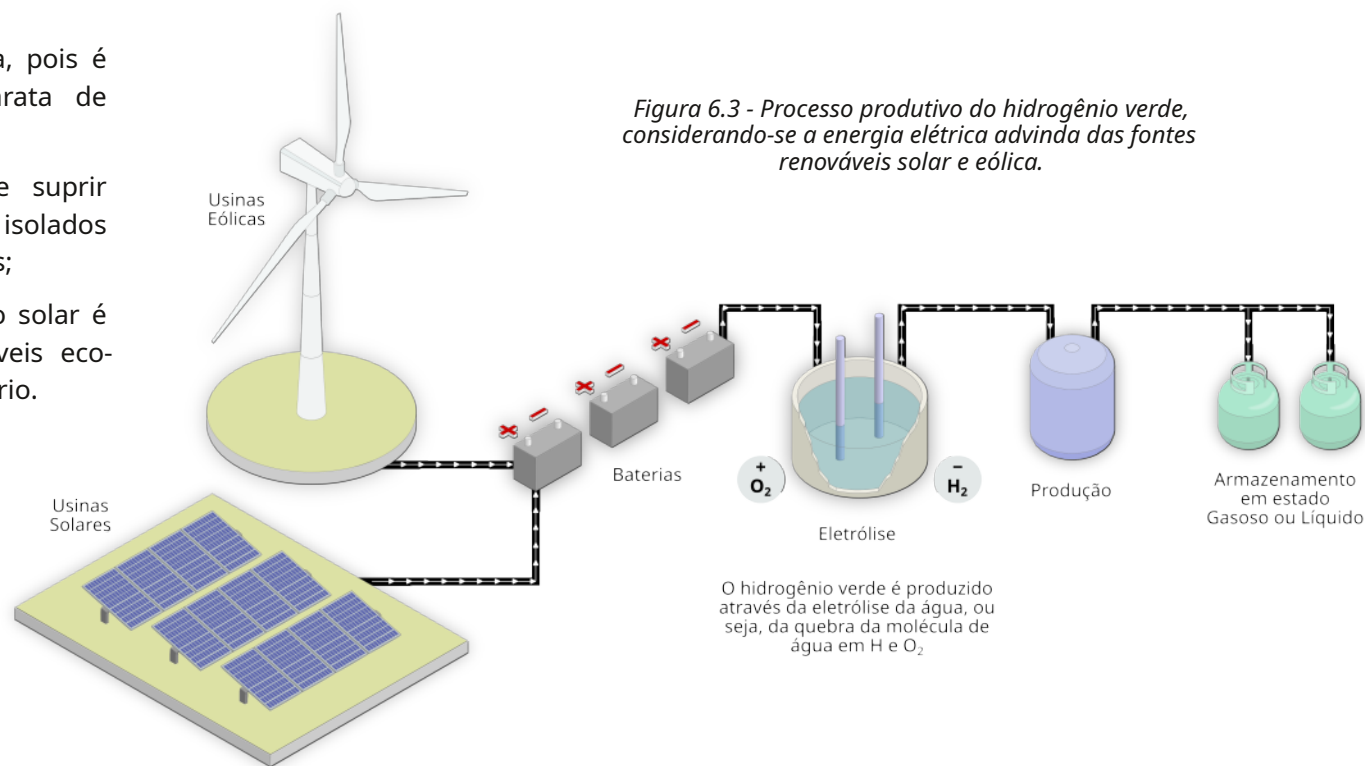 a, pois é
arata de
e suprir
isolados
s;
o solar é
veis eco-
rio.
Figura 6.3 - Processo produtivo do hidrogênio verde,
considerando-se a energia elétrica advinda das fontes
renováveis solar e eólica.
Usinas
Eólicas
Usinas
Solares
Baterias
+
O₂
−
H₂
Eletrólise
O hidrogênio verde é produzido
através da eletrólise da água, ou
seja, da quebra da molécula de
água em H e O₂
Produção
Armazenamento
em estado
Gasoso ou Líquido